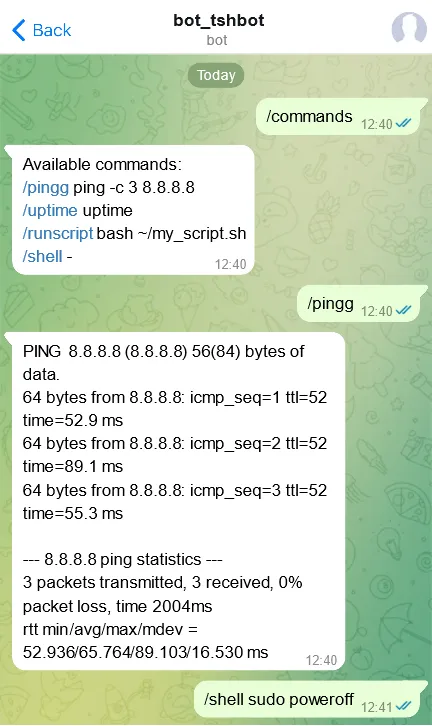 Back
bot_tshbot
bot
Today
/commands 12:40
Available commands:
/pingg ping -c 3 8.8.8.8
/uptime uptime
/runscript bash ~/my_script.sh
/shell -
12:40
/pingg 12:40
PING 8.8.8.8 (8.8.8.8) 56(84) bytes of
data.
64 bytes from 8.8.8.8: icmp_seq=1 ttl=52
time=52.9 ms
64 bytes from 8.8.8.8: icmp_seq=2 ttl=52
time=89.1 ms
64 bytes from 8.8.8.8: icmp_seq=3 ttl=52
time=55.3 ms
--- 8.8.8.8 ping statistics ---
3 packets transmitted, 3 received, 0%
packet loss, time 2004ms
rtt min/avg/max/mdev =
52.936/65.764/89.103/16.530 ms
12:40
/shell sudo poweroff 12:41